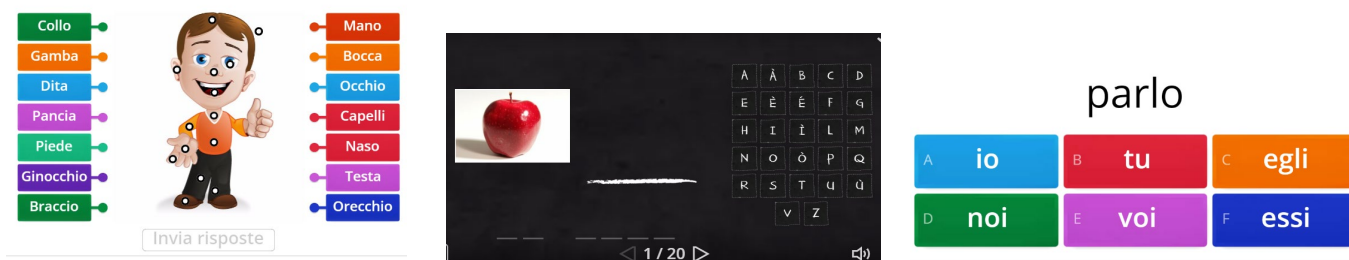 Collo
Gamba
Dita
Pancia
Piede
Ginocchio
Braccio
Mano
Bocca
Occhio
Capelli
Naso
Testa
Orecchio
Invia risposte
A À B C D
E È É F G
H I Ì L M
N O Ò P Q
R S T U Ù
V Z
1 / 20
parlo
A io B tu C egli
D noi E voi F essi